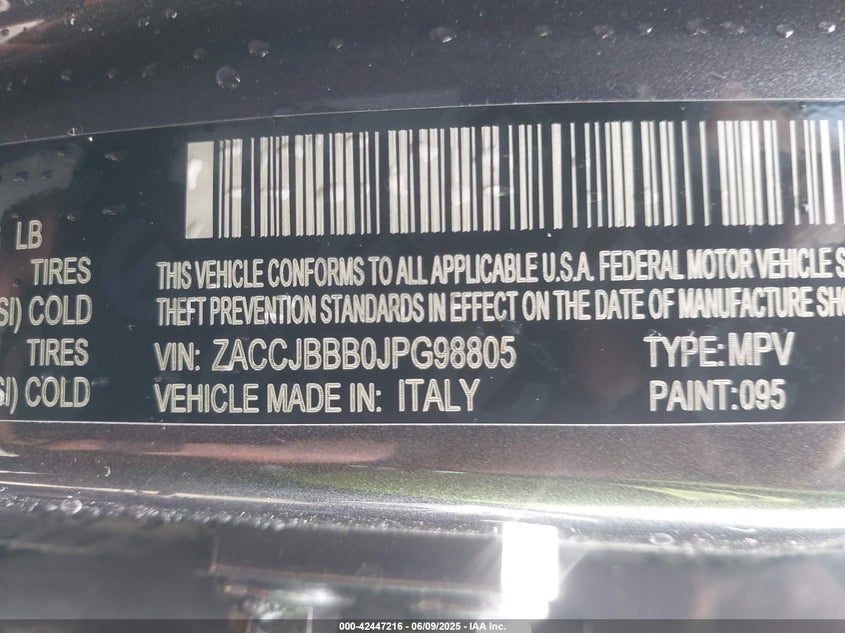 LB
TIRES
SI) COLD
TIRES
SI) COLD
THIS VEHICLE CONFORMS TO ALL APPLICABLE U.S.A. FEDERAL MOTOR VEHICLE S
THEFT PREVENTION STANDARDS IN EFFECT ON THE DATE OF MANUFACTURE SHO
VIN: ZACCJBBB0JPG98805 TYPE: MPV
VEHICLE MADE IN: ITALY PAINT: 095
000-42447216 - 06/09/2025 - IAA Inc.